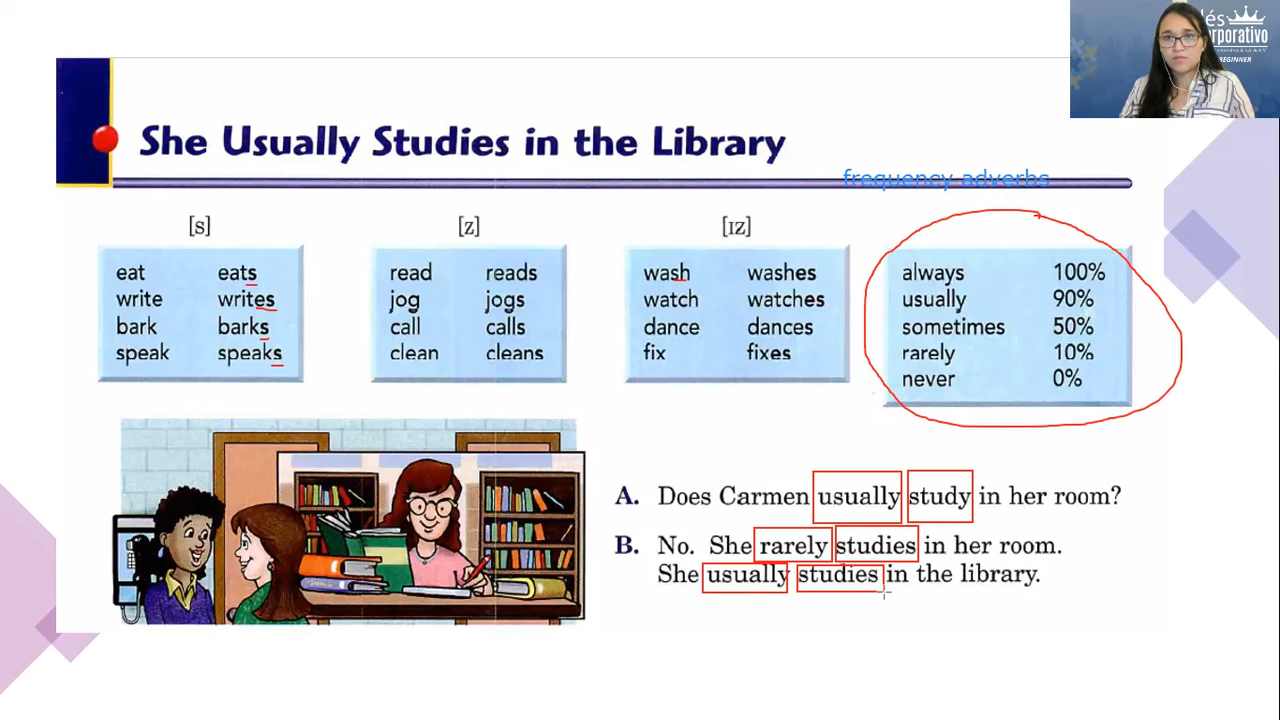 She Usually Studies in the Library
frequency adverbs
[s]
eat eats
write writes
bark barks
speak speaks
[z]
read reads
jog jogs
call calls
clean cleans
[ɪz]
wash washes
watch watches
dance dances
fix fixes
always 100%
usually 90%
sometimes 50%
rarely 10%
never 0%
A. Does Carmen usually study in her room?
B. No. She rarely studies in her room.
She usually studies in the library.
BEGINNER